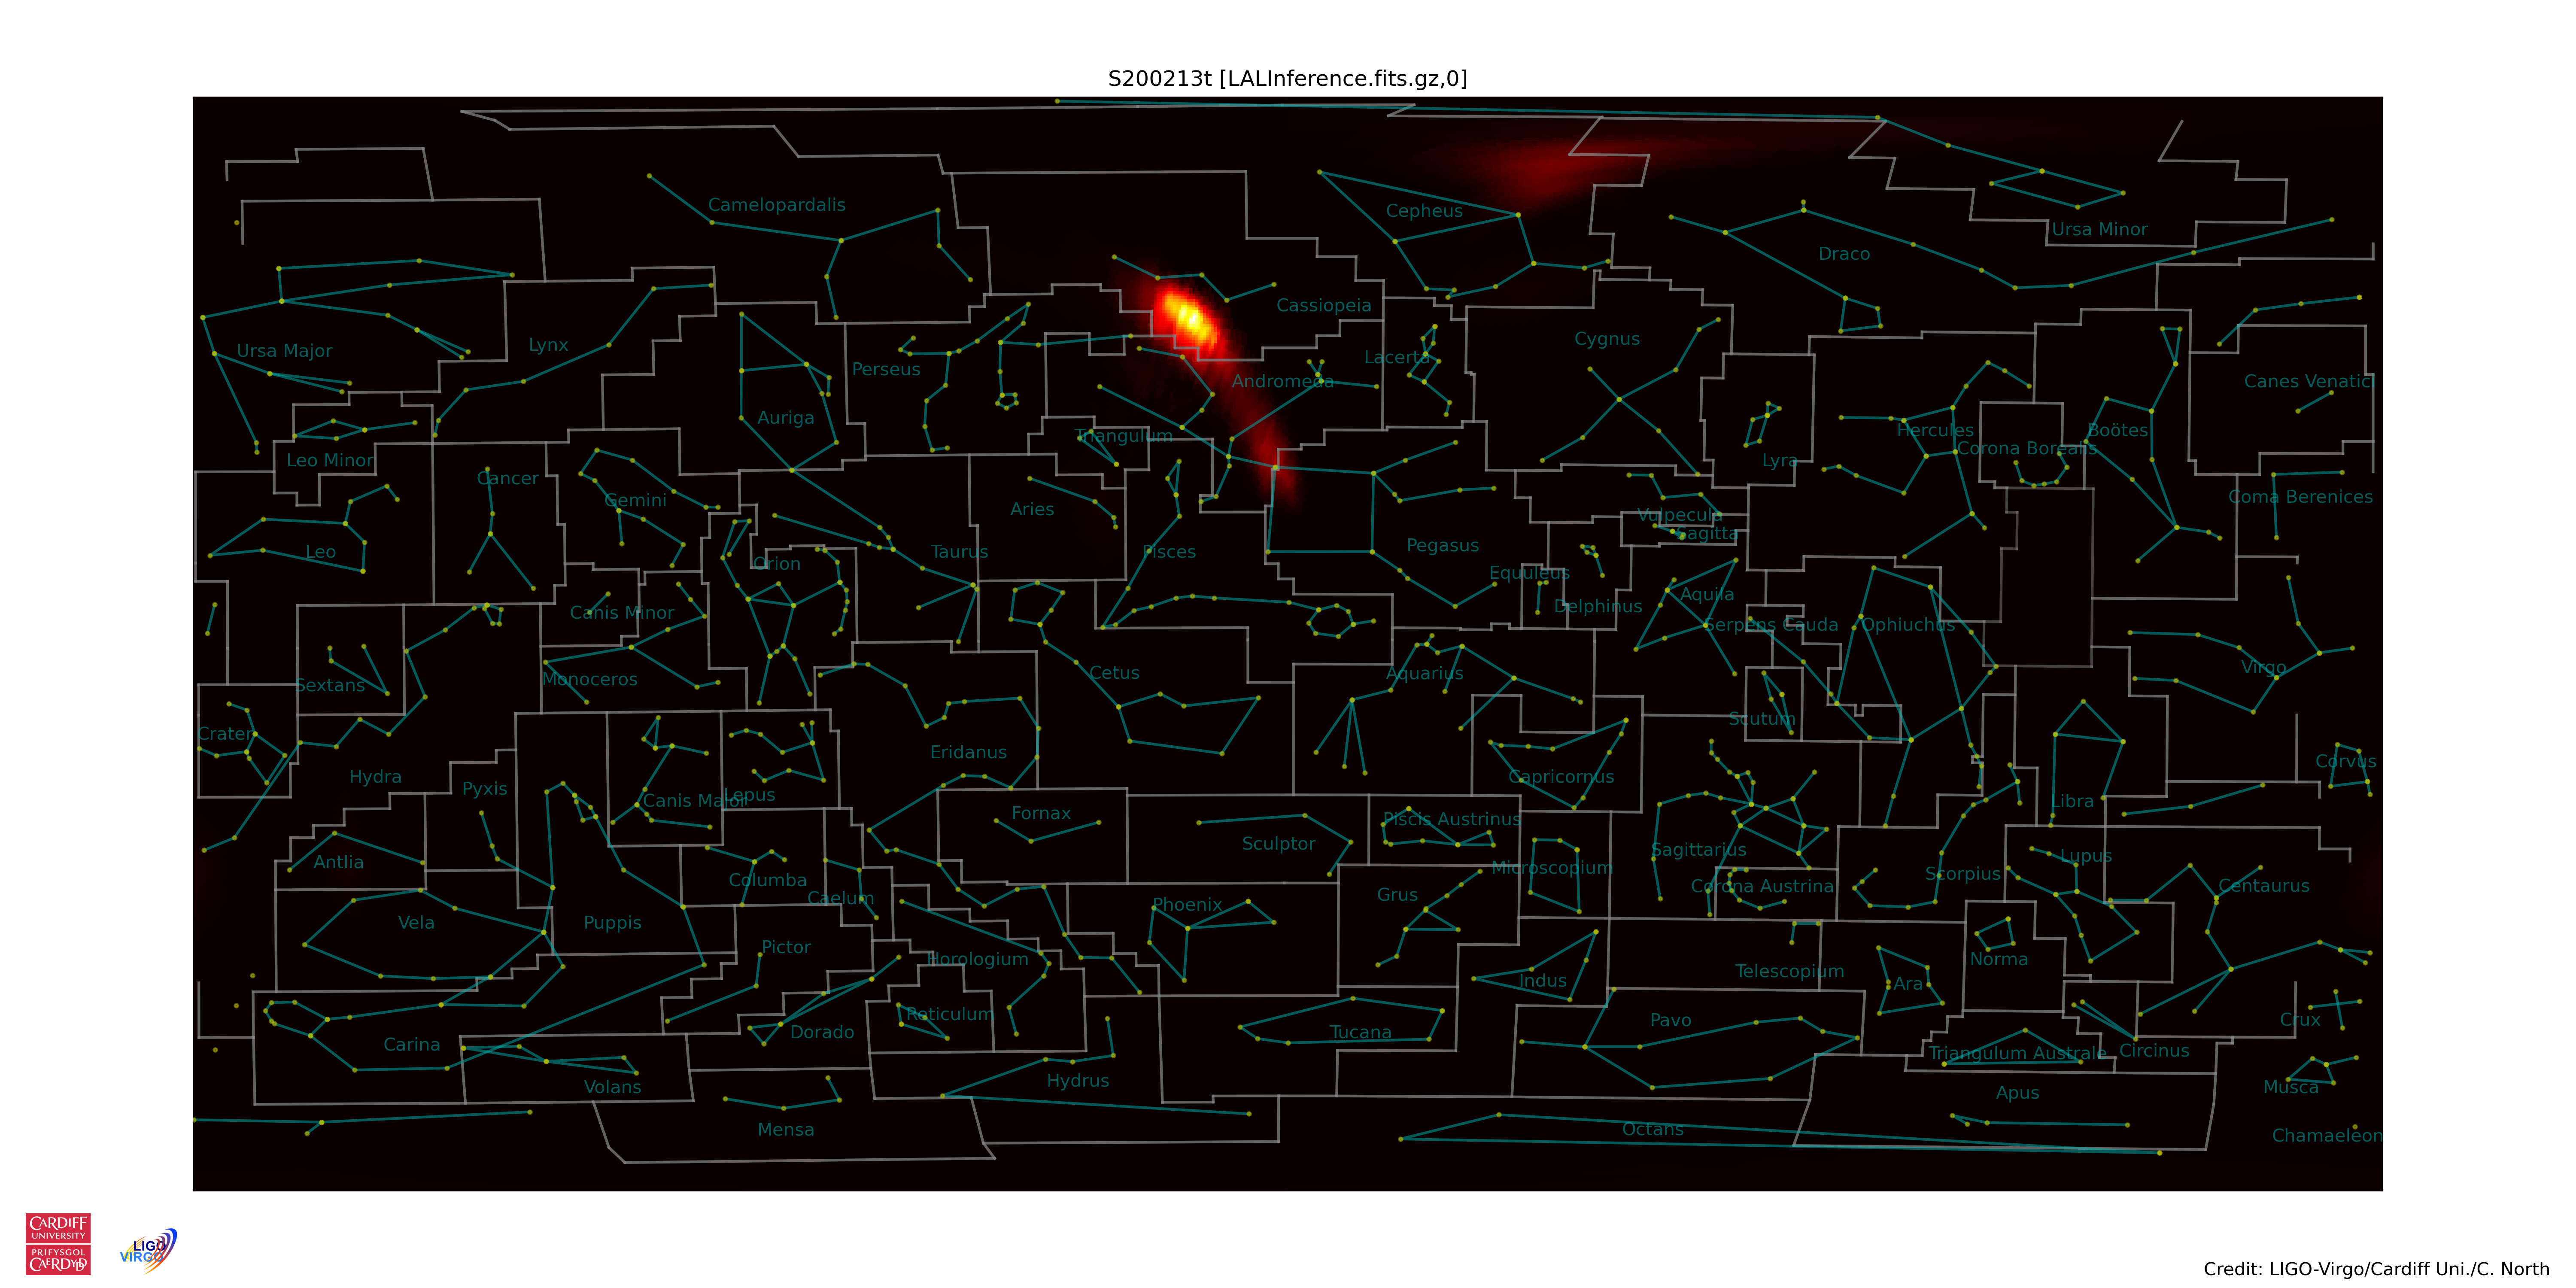 S200213t [LALInference.fits.gz,0]
Camelopardalis
Cepheus
Ursa Minor
Draco
Cassiopeia
Cygnus
Lynx
Ursa Major
Lacerta
Perseus
Andromeda
Canes Venatici
Auriga
Triangulum
Hercules
Boötes
Corona Borealis
Leo Minor
Lyra
Cancer
Gemini
Coma Berenices
Aries
Vulpecula
Sagitta
Leo
Taurus
Pisces
Pegasus
Orion
Equuleus
Aquila
Delphinus
Canis Minor
Serpens Cauda
Ophiuchus
Virgo
Cetus
Aquarius
Monoceros
Sextans
Scutum
Crater
Eridanus
Corvus
Hydra
Capricornus
Pyxis
Lepus
Canis Major
Libra
Fornax
Piscis Austrinus
Sculptor
Sagittarius
Lupus
Antlia
Microscopium
Scorpius
Columba
Corona Austrina
Centaurus
Grus
Caelum
Phoenix
Vela
Puppis
Pictor
Horologium
Norma
Telescopium
Indus
Ara
Reticulum
Pavo
Crux
Dorado
Tucana
Carina
Circinus
Triangulum Australe
Hydrus
Volans
Musca
Apus
Mensa
Octans
Chamaeleon
CARDIFF
UNIVERSITY
PRIFYSGOL
CAERDYDD
LIGO
VIRGO
Credit: LIGO-Virgo/Cardiff Uni./C. North